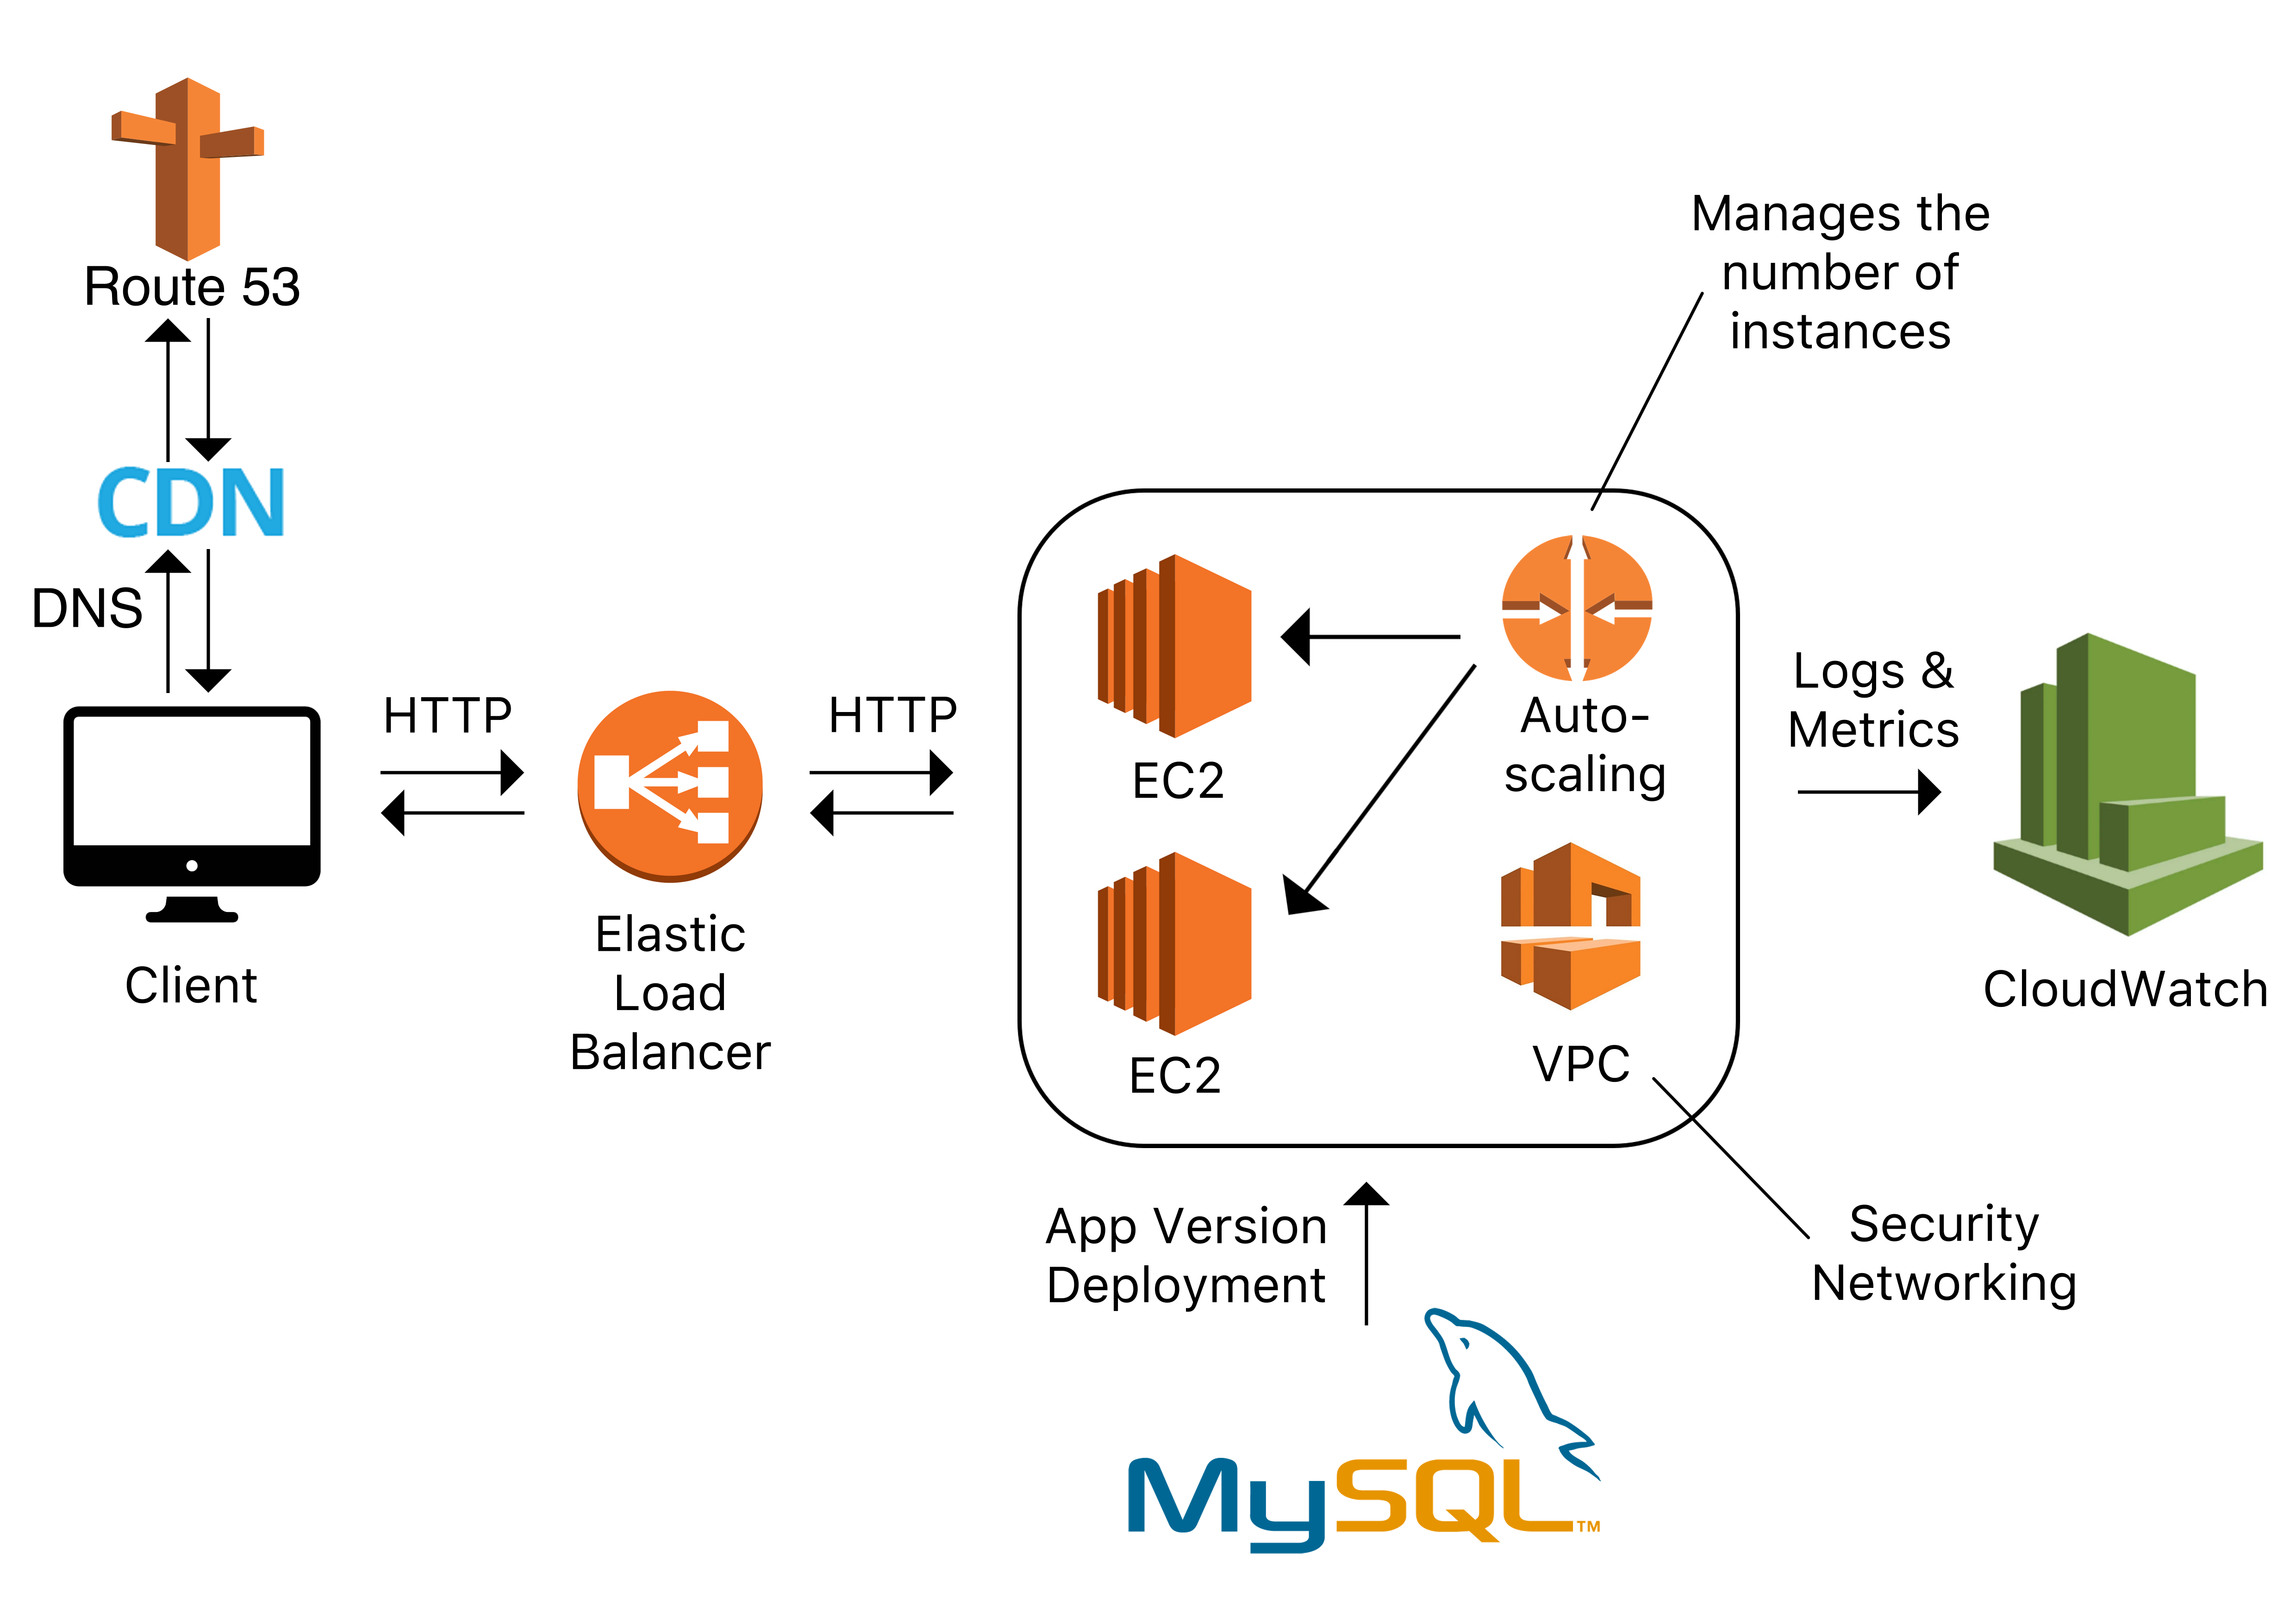 Route 53
CDN
DNS
Client
HTTP
Elastic
Load
Balancer
HTTP
EC2
EC2
Auto-
scaling
VPC
Manages the
number of
instances
Logs &
Metrics
CloudWatch
Security
Networking
App Version
Deployment
MySQL™